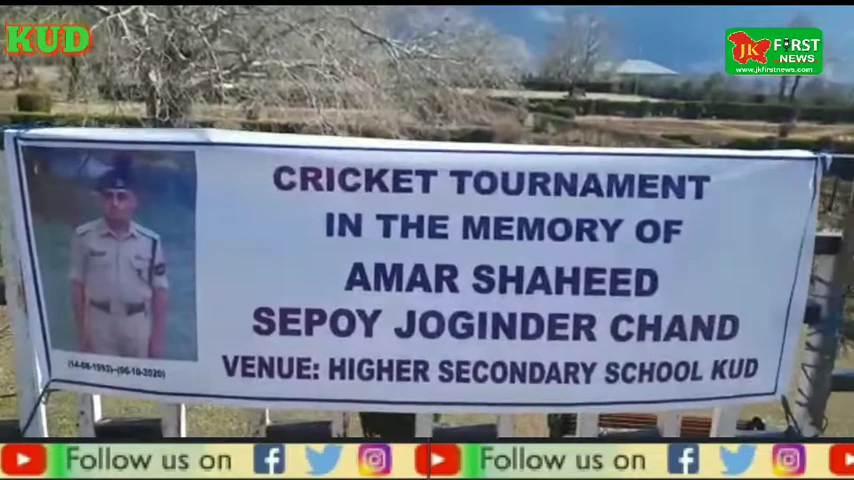 KUD
JK FIRST
NEWS
www.jkfirstnews.com
CRICKET TOURNAMENT
IN THE MEMORY OF
AMAR SHAHEED
SEPOY JOGINDER CHAND
VENUE: HIGHER SECONDARY SCHOOL KUD
Follow us on
Follow us on